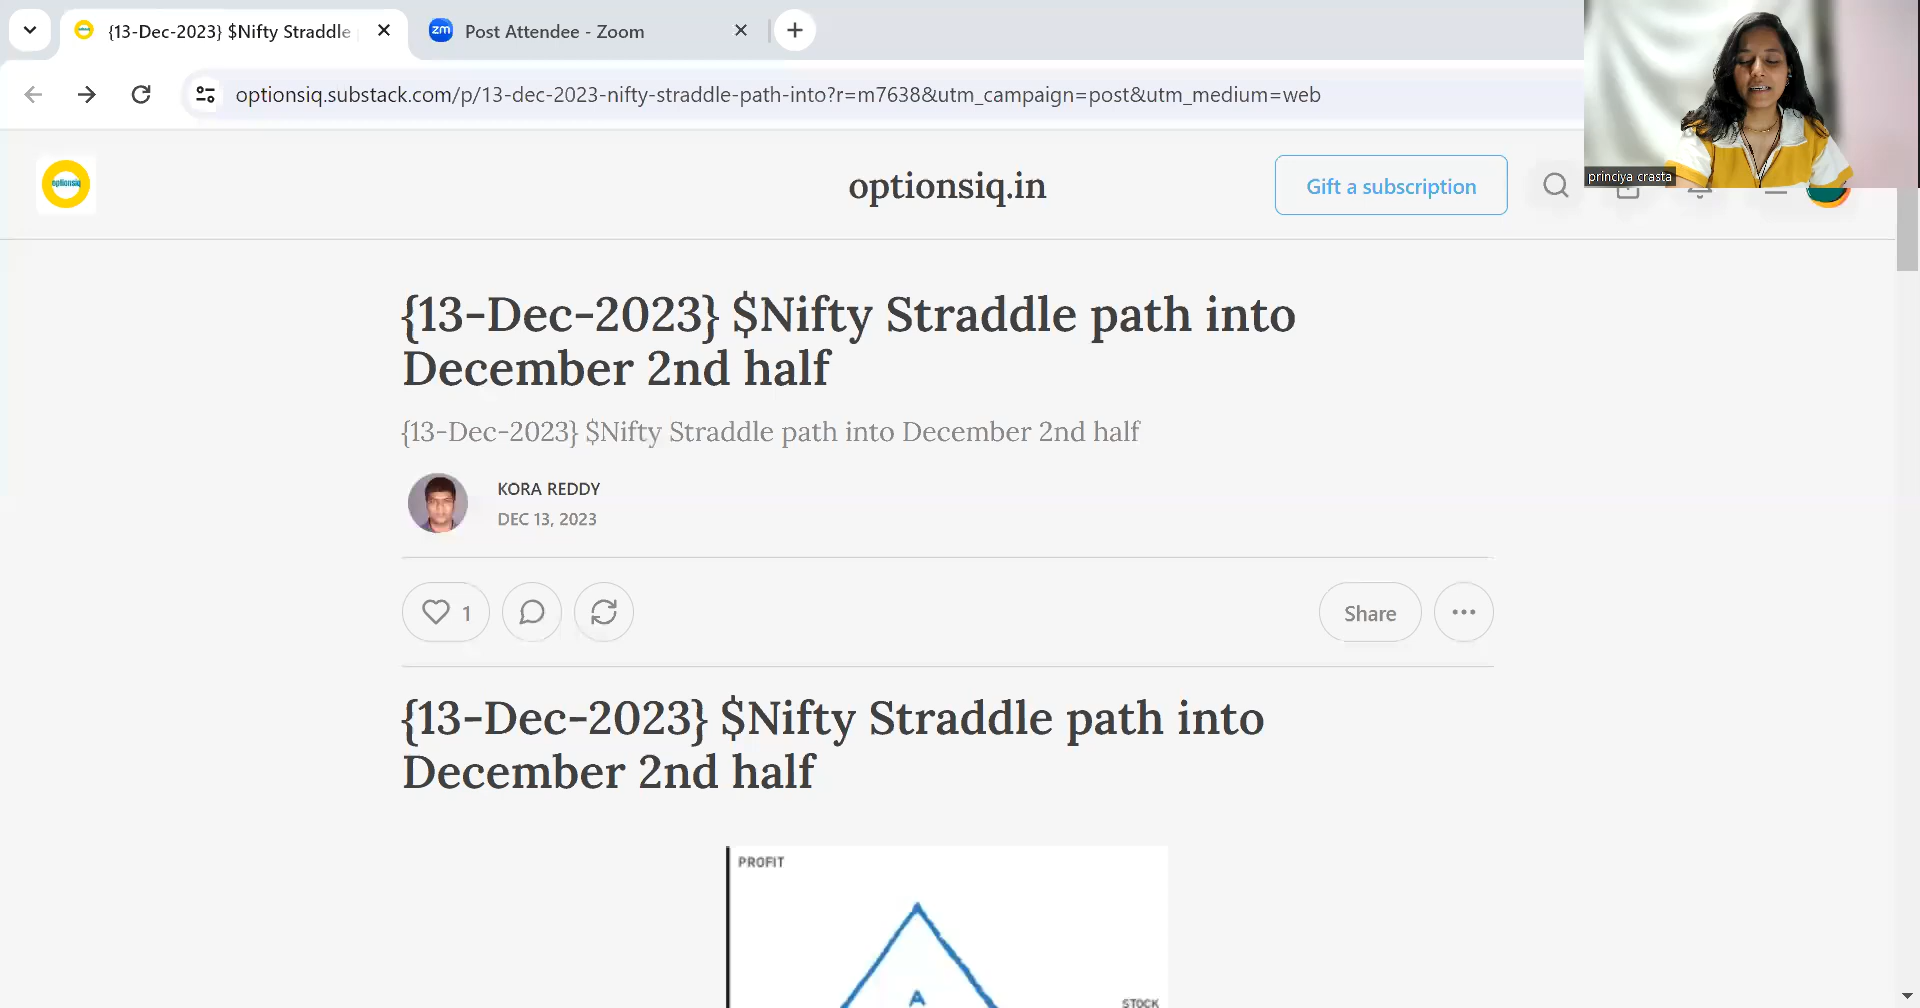 {13-Dec-2023} $Nifty Straddle
zm Post Attendee - Zoom
optionsiq.substack.com/p/13-dec-2023-nifty-straddle-path-into?r=m7638&utm_campaign=post&utm_medium=web
princiya crasta
optionsiq
optionsiq.in
Gift a subscription
{13-Dec-2023} $Nifty Straddle path into
December 2nd half
{13-Dec-2023} $Nifty Straddle path into December 2nd half
KORA REDDY
DEC 13, 2023
1
Share
{13-Dec-2023} $Nifty Straddle path into
December 2nd half
PROFIT
A
STOCK